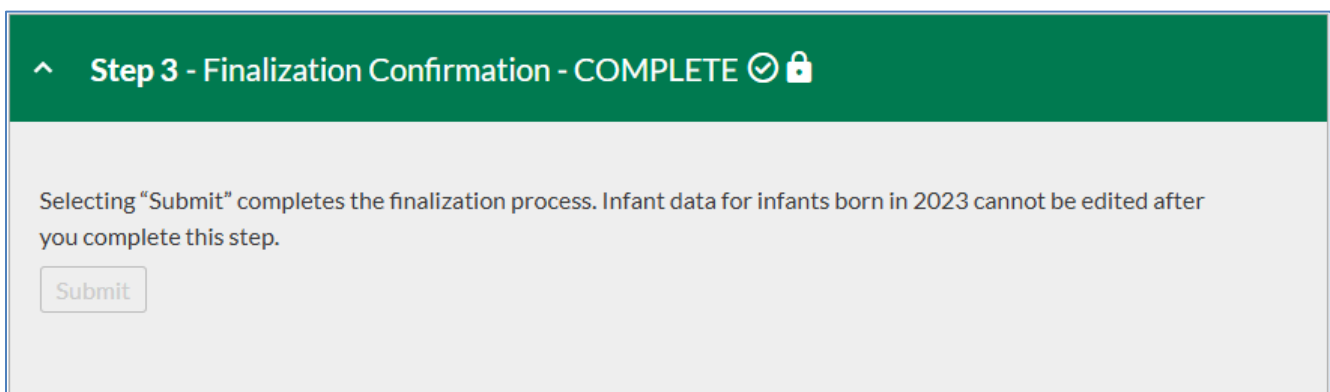 Step 3 - Finalization Confirmation - COMPLETE
Selecting “Submit” completes the finalization process. Infant data for infants born in 2023 cannot be edited after
you complete this step.
Submit